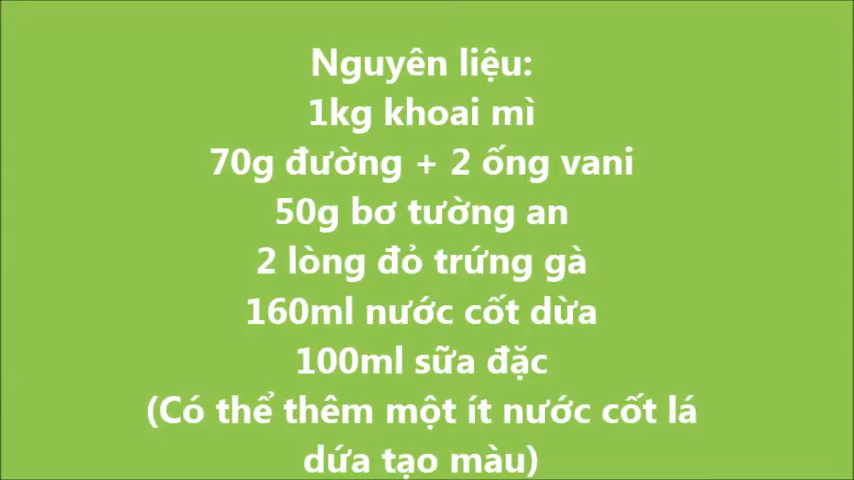 Nguyên liệu:
1kg khoai mì
70g đường + 2 ống vani
50g bơ tường an
2 lòng đỏ trứng gà
160ml nước cốt dừa
100ml sữa đặc
(Có thể thêm một ít nước cốt lá
dứa tạo màu)